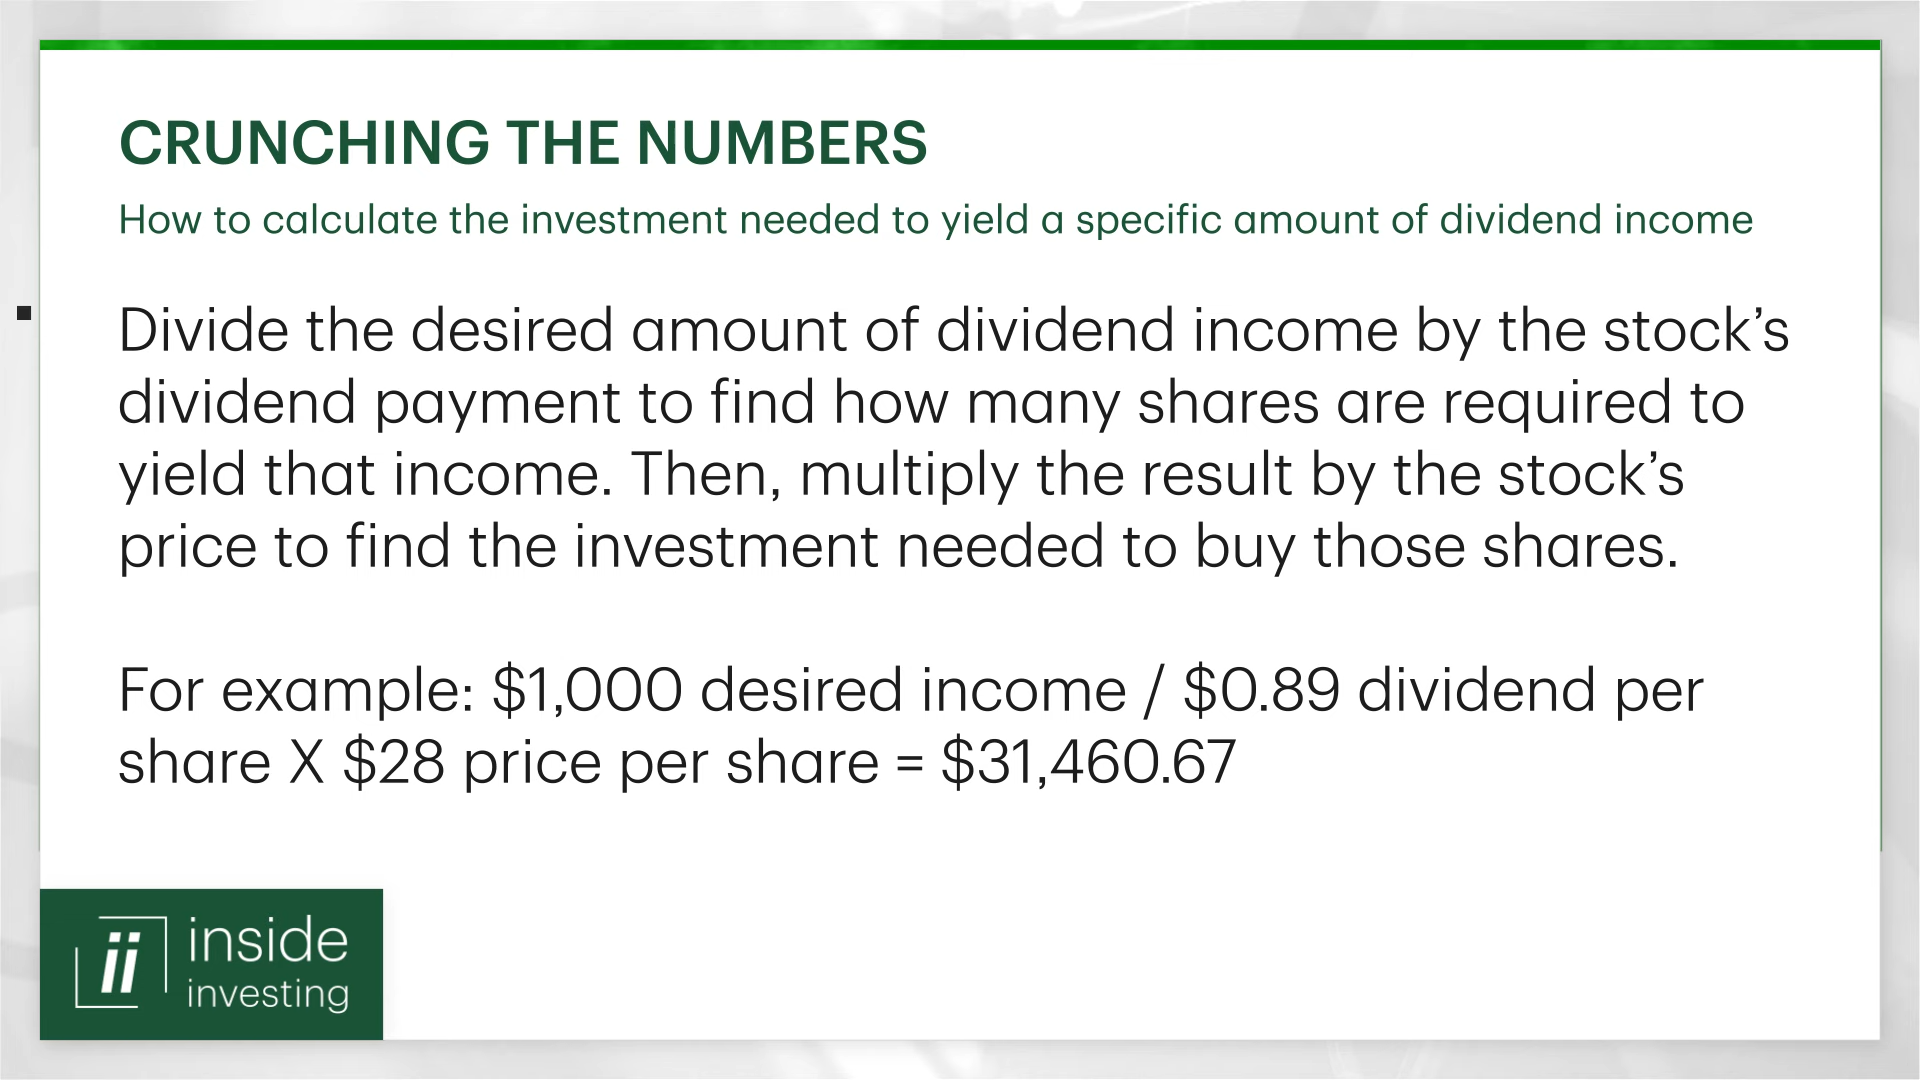 CRUNCHING THE NUMBERS
How to calculate the investment needed to yield a specific amount of dividend income
Divide the desired amount of dividend income by the stock’s
dividend payment to find how many shares are required to
yield that income. Then, multiply the result by the stock’s
price to find the investment needed to buy those shares.
For example: $1,000 desired income / $0.89 dividend per
share X $28 price per share = $31,460.67
ii
inside
investing